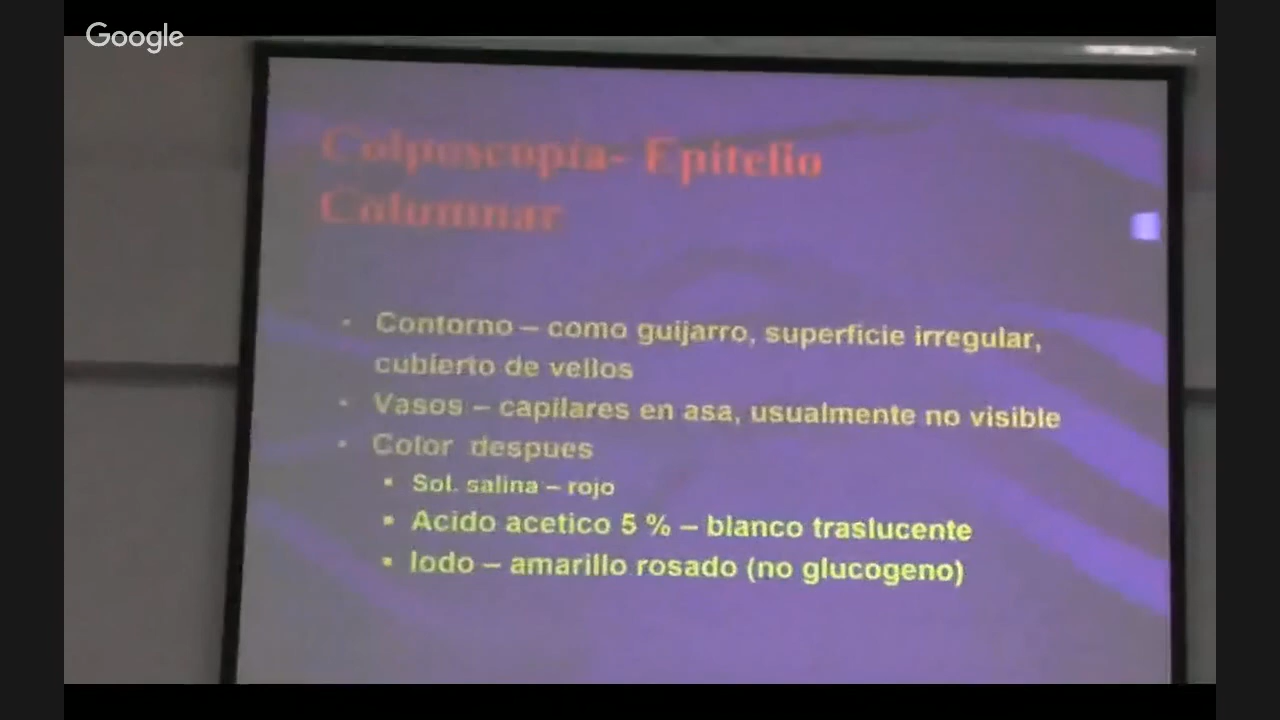 Google
Colposcopía- Epitelio
Columnar
• Contorno – como guijarro, superficie irregular,
cubierto de vellos
• Vasos – capilares en asa, usualmente no visible
• Color despues
▪ Sol. salina – rojo
▪ Acido acetico 5 % – blanco traslucente
▪ Iodo – amarillo rosado (no glucogeno)